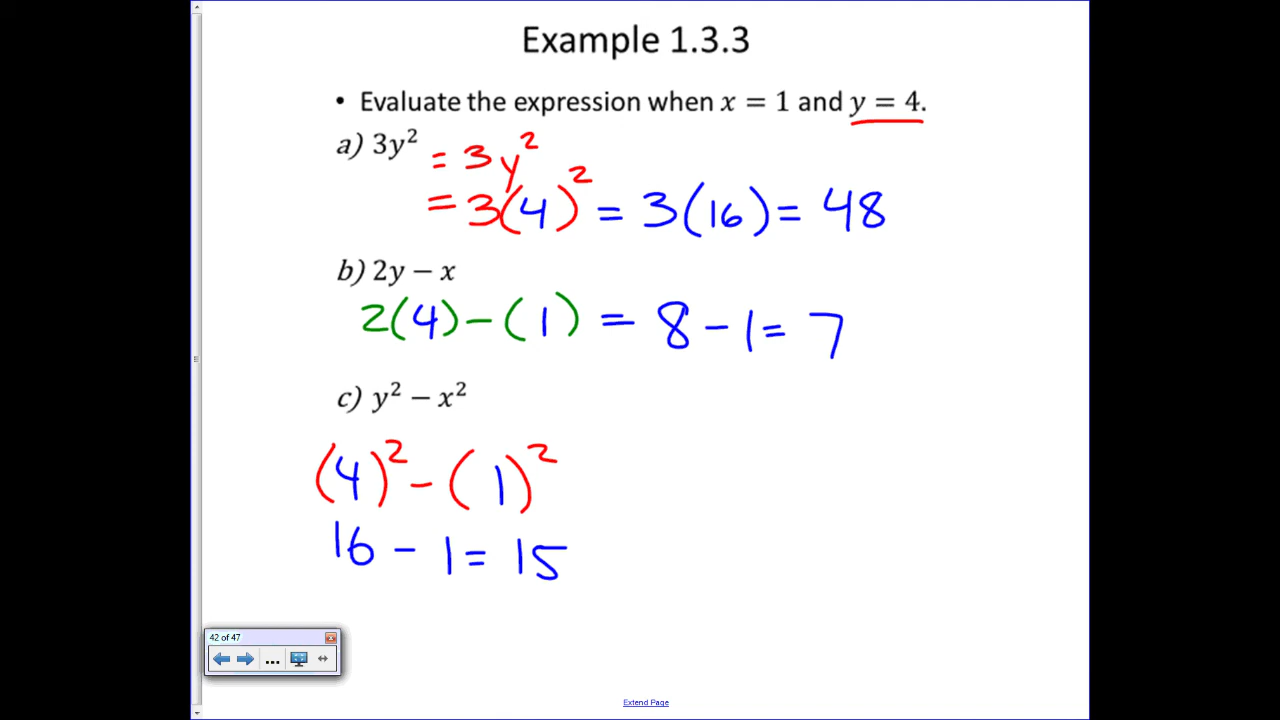 Example 1.3.3
• Evaluate the expression when x = 1 and y = 4.
a) 3y²
= 3y²
= 3(4)² = 3(16) = 48
b) 2y − x
2(4) − (1) = 8 − 1 = 7
c) y² − x²
(4)² − (1)²
16 − 1 = 15
42 of 47
...
Extend Page